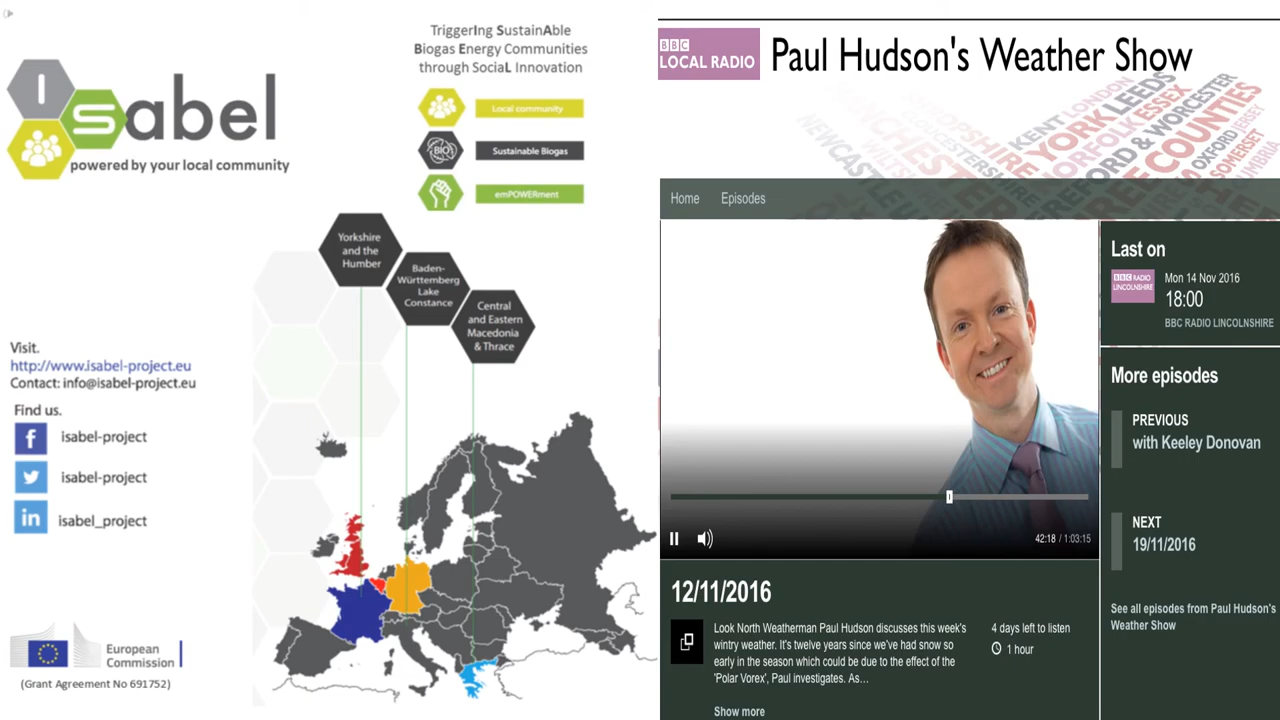 TriggerIng SustainAble
Biogas Energy Communities
through SociaL Innovation
I
sabel
powered by your local community
Local community
BIO
Sustainable Biogas
emPOWERment
Yorkshire
and the
Humber
Baden-
Württemberg
Lake
Constance
Central
and Eastern
Macedonia
& Thrace
Visit.
http://www.isabel-project.eu
Contact: info@isabel-project.eu
Find us.
f isabel-project
isabel-project
in isabel_project
European
Commission
(Grant Agreement No 691752)
BBC
LOCAL RADIO
Paul Hudson's Weather Show
KENT
LONDON
YORK
LEEDS
ESSEX
NORFOLK
WORCESTER
COUNTIES
OXFORD
JERSEY
SOMERSET
NEWCASTLE
Home Episodes
42:18 / 1:03:15
12/11/2016
Look North Weatherman Paul Hudson discusses this week's
wintry weather. It's twelve years since we've had snow so
early in the season which could be due to the effect of the
'Polar Vorex', Paul investigates. As...
Show more
4 days left to listen
1 hour
Last on
BBC RADIO
LINCOLNSHIRE
Mon 14 Nov 2016
18:00
BBC RADIO LINCOLNSHIRE
More episodes
PREVIOUS
with Keeley Donovan
NEXT
19/11/2016
See all episodes from Paul Hudson's
Weather Show